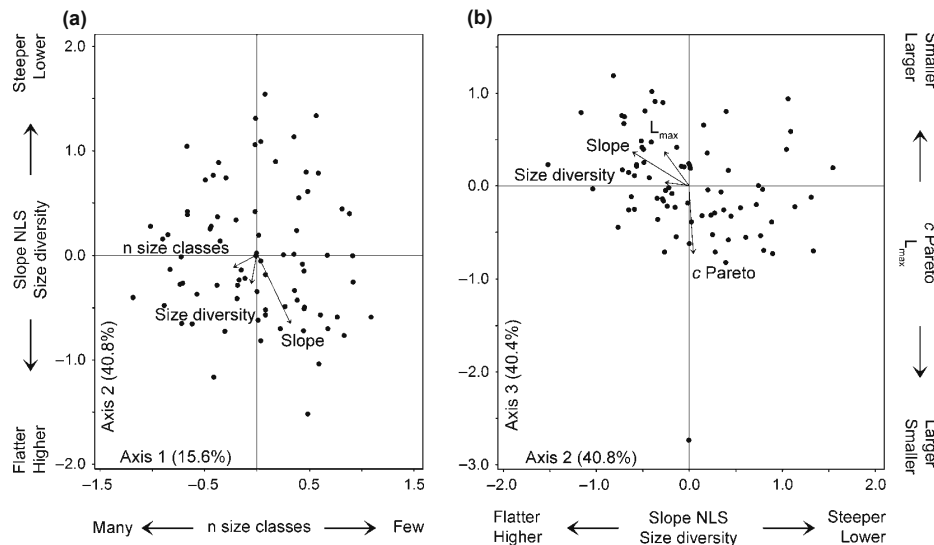 (a)
2.0
1.0
0.0
−1.0
−2.0
−1.5
−0.5
0.5
1.5
n size classes
Size diversity
Slope
Axis 2 (40.8%)
Axis 1 (15.6%)
Steeper
Lower
Slope NLS
Size diversity
Flatter
Higher
Many
n size classes
Few
(b)
1.0
0.0
−1.0
−2.0
−3.0
−2.0
−1.0
0.0
1.0
2.0
Lmax
Slope
Size diversity
c Pareto
Axis 3 (40.4%)
Axis 2 (40.8%)
Flatter
Higher
Slope NLS
Size diversity
Steeper
Lower
Smaller
Larger
c Pareto
Lmax
Larger
Smaller